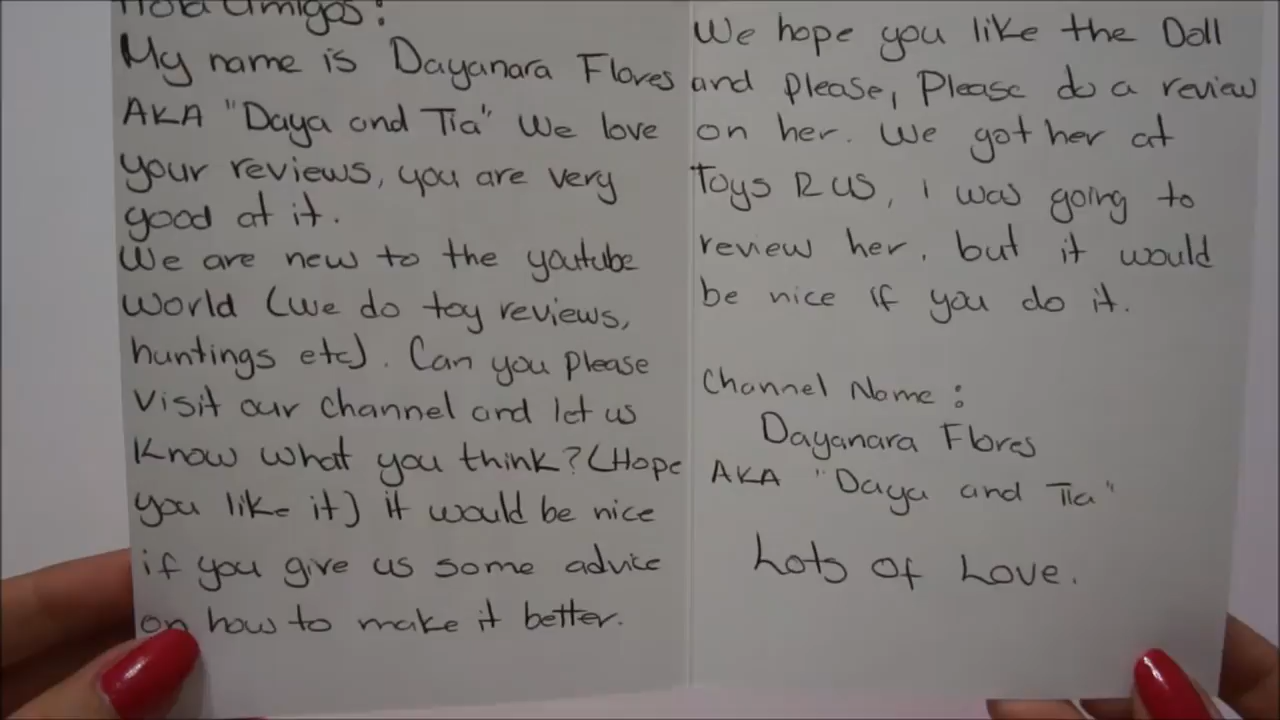 Hola Amigos:
My name is Dayanara Flores
AKA "Daya and Tia" We love
your reviews, you are very
good at it.
We are new to the youtube
World (we do toy reviews,
huntings etc). Can you please
Visit our channel and let us
Know what you think? (Hope
you like it) it would be nice
if you give us some advice
on how to make it better.
We hope you like the Doll
and please, Please do a review
on her. We got her at
Toys R us, i was going to
review her, but it would
be nice if you do it.
Channel Name:
Dayanara Flores
AKA "Daya and Tia"
Lots of Love.